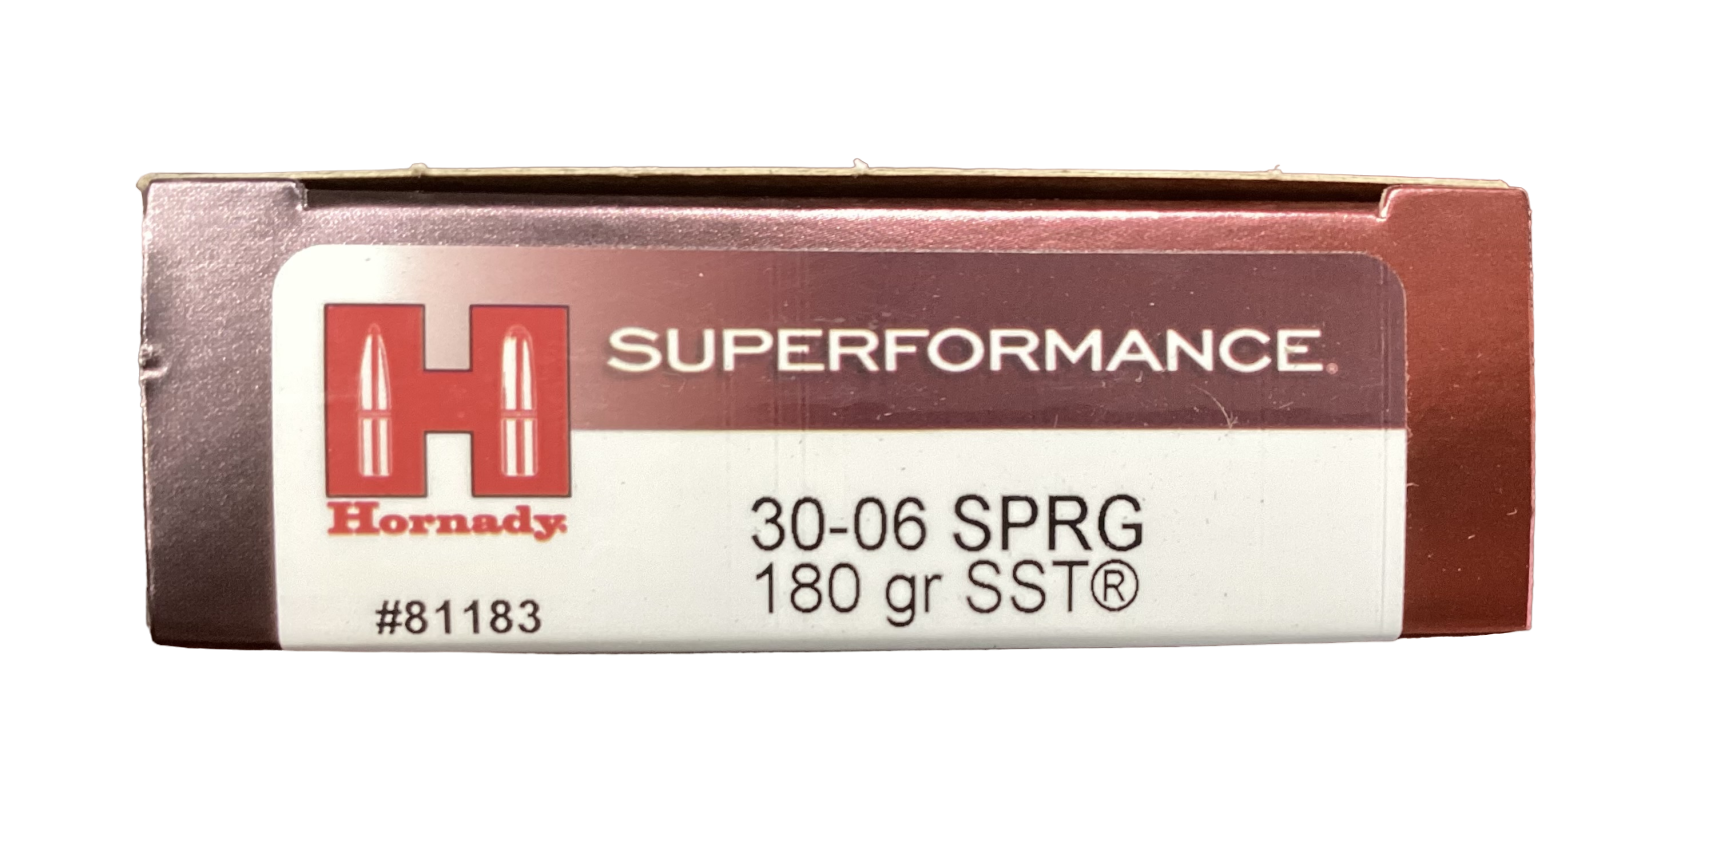 SUPERFORMANCE®
Hornady®
30-06 SPRG
180 gr SST®
#81183